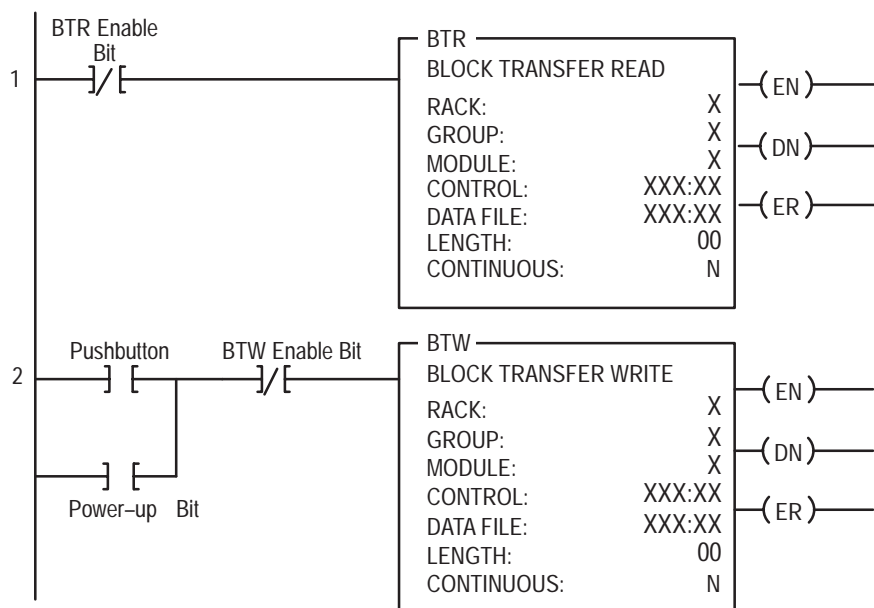 BTR Enable
Bit
1
BTR
BLOCK TRANSFER READ
RACK: X
GROUP: X
MODULE: X
CONTROL: XXX:XX
DATA FILE: XXX:XX
LENGTH: 00
CONTINUOUS: N
EN
DN
ER
2
Pushbutton
BTW Enable Bit
Power–up Bit
BTW
BLOCK TRANSFER WRITE
RACK: X
GROUP: X
MODULE: X
CONTROL: XXX:XX
DATA FILE: XXX:XX
LENGTH: 00
CONTINUOUS: N
EN
DN
ER